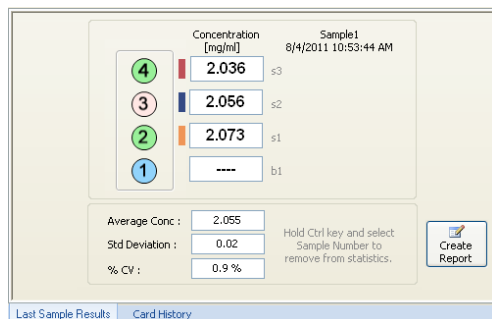 Concentration
[mg/ml]
Sample1
8/4/2011 10:53:44 AM
4 2.036 s3
3 2.056 s2
2 2.073 s1
1 ---- b1
Average Conc : 2.055
Std Deviation : 0.02
% CV : 0.9 %
Hold Ctrl key and select
Sample Number to
remove from statistics.
Create
Report
Last Sample Results Card History